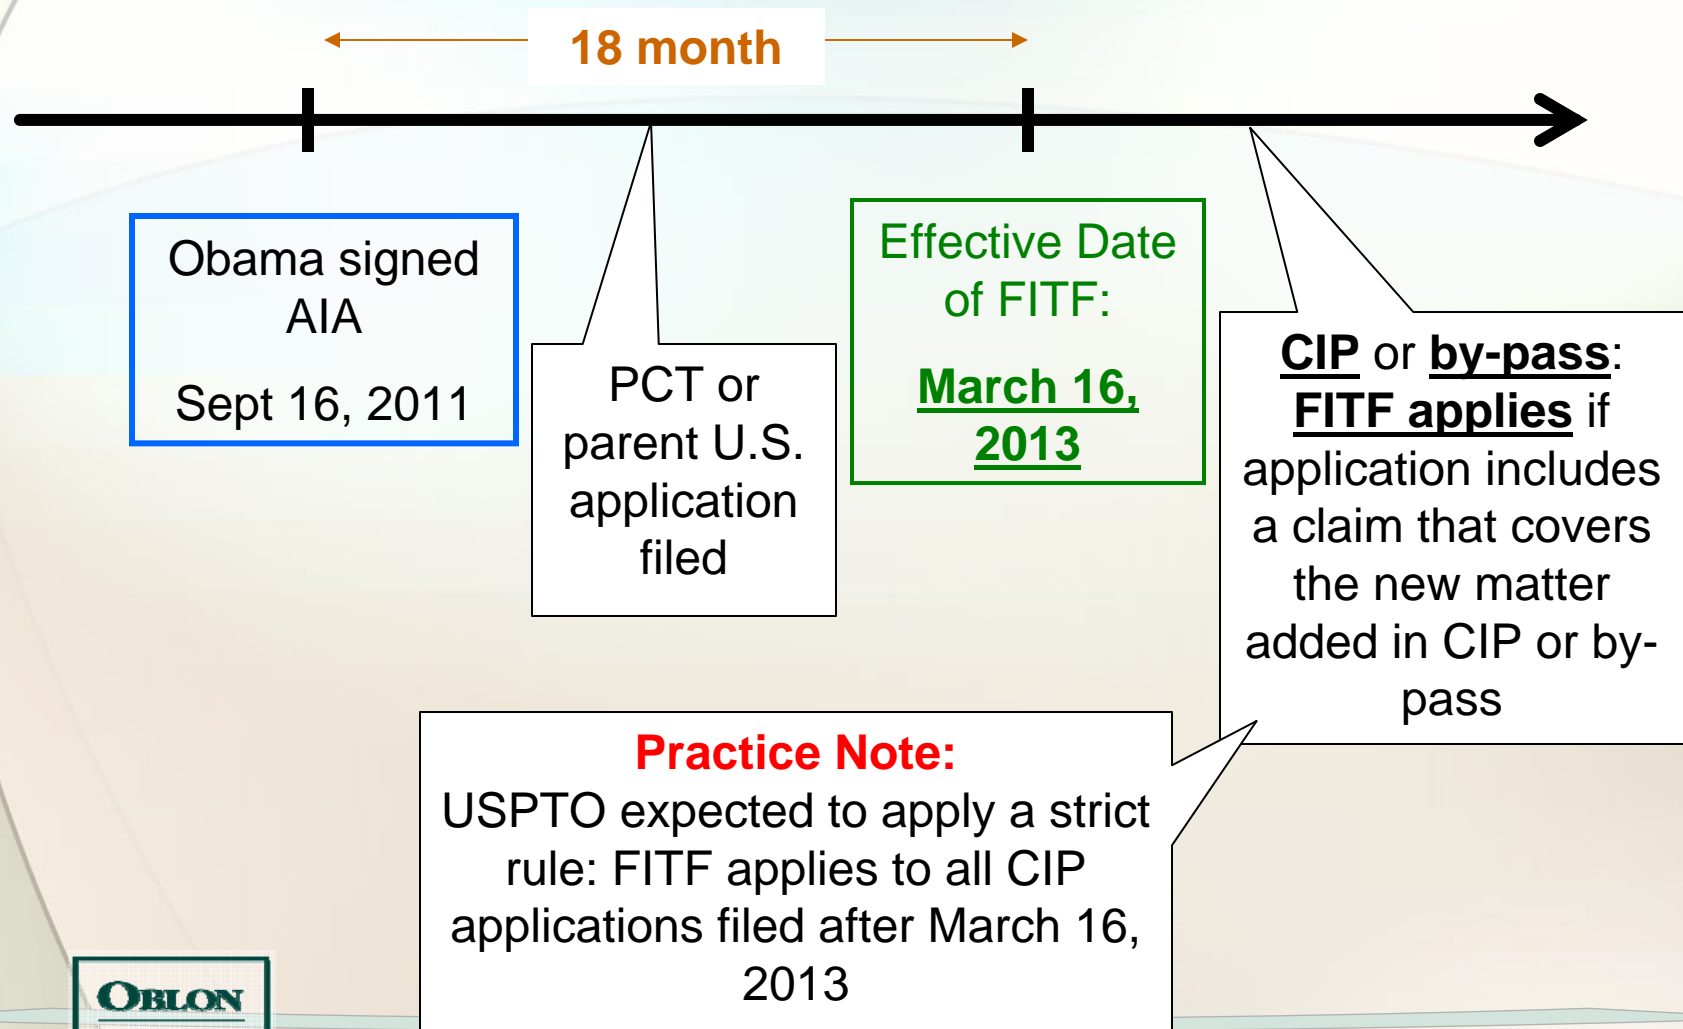 18 month
Obama signed
AIA
Sept 16, 2011
PCT or
parent U.S.
application
filed
Effective Date
of FITF:
March 16,
2013
CIP or by-pass:
FITF applies if
application includes
a claim that covers
the new matter
added in CIP or by-
pass
Practice Note:
USPTO expected to apply a strict
rule: FITF applies to all CIP
applications filed after March 16,
2013
OBLON